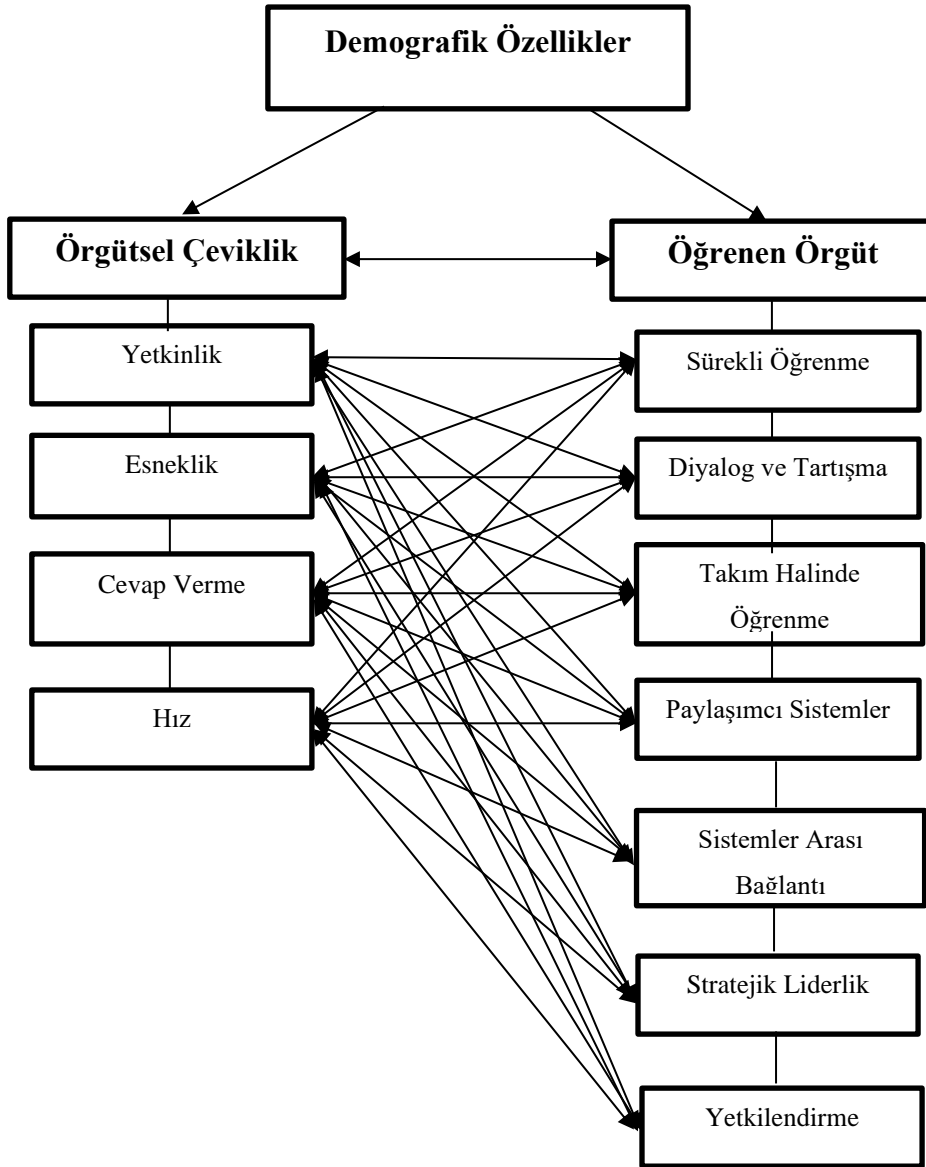 Demografik Özellikler
Örgütsel Çeviklik
Öğrenen Örgüt
Yetkinlik
Sürekli Öğrenme
Esneklik
Diyalog ve Tartışma
Cevap Verme
Takım Halinde
Öğrenme
Hız
Paylaşımcı Sistemler
Sistemler Arası
Bağlantı
Stratejik Liderlik
Yetkilendirme